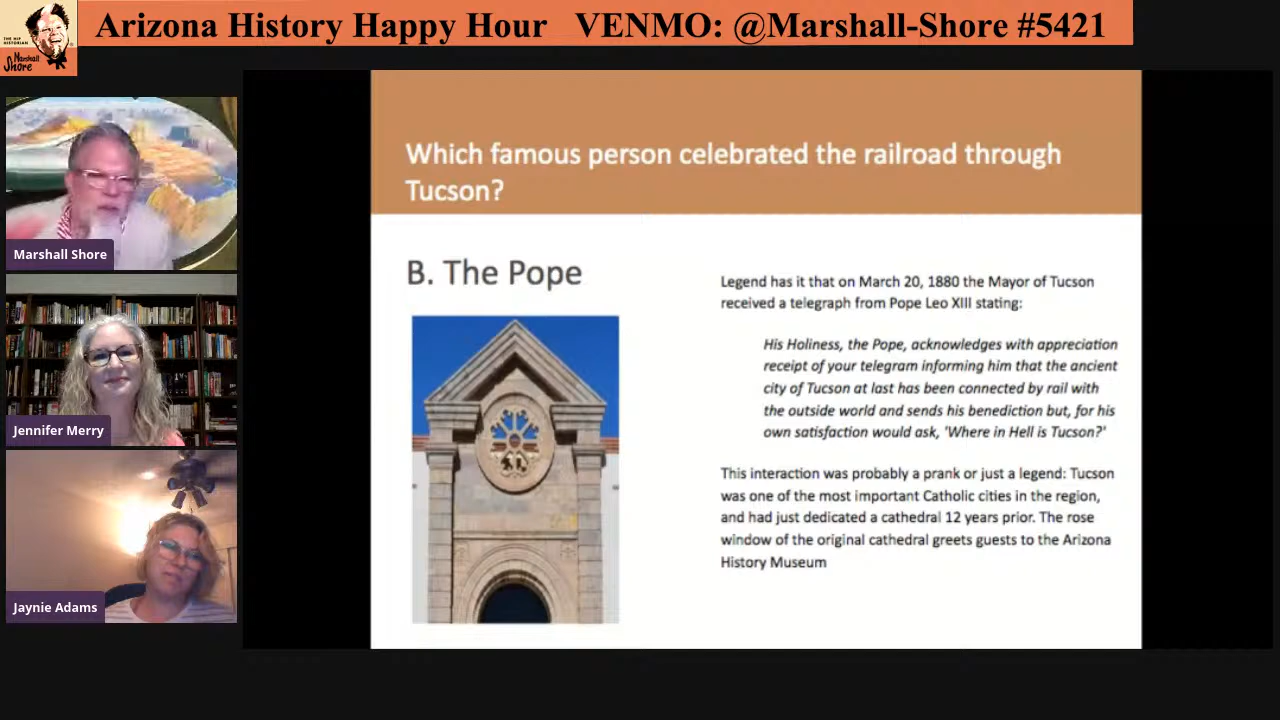 Arizona History Happy Hour VENMO: @Marshall-Shore #5421
THE HIP
HISTORIAN
Marshall
Shore
Marshall Shore
Jennifer Merry
Jaynie Adams
Which famous person celebrated the railroad through
Tucson?
B. The Pope
Legend has it that on March 20, 1880 the Mayor of Tucson
received a telegraph from Pope Leo XIII stating:
His Holiness, the Pope, acknowledges with appreciation
receipt of your telegram informing him that the ancient
city of Tucson at last has been connected by rail with
the outside world and sends his benediction but, for his
own satisfaction would ask, 'Where in Hell is Tucson?'
This interaction was probably a prank or just a legend: Tucson
was one of the most important Catholic cities in the region,
and had just dedicated a cathedral 12 years prior. The rose
window of the original cathedral greets guests to the Arizona
History Museum